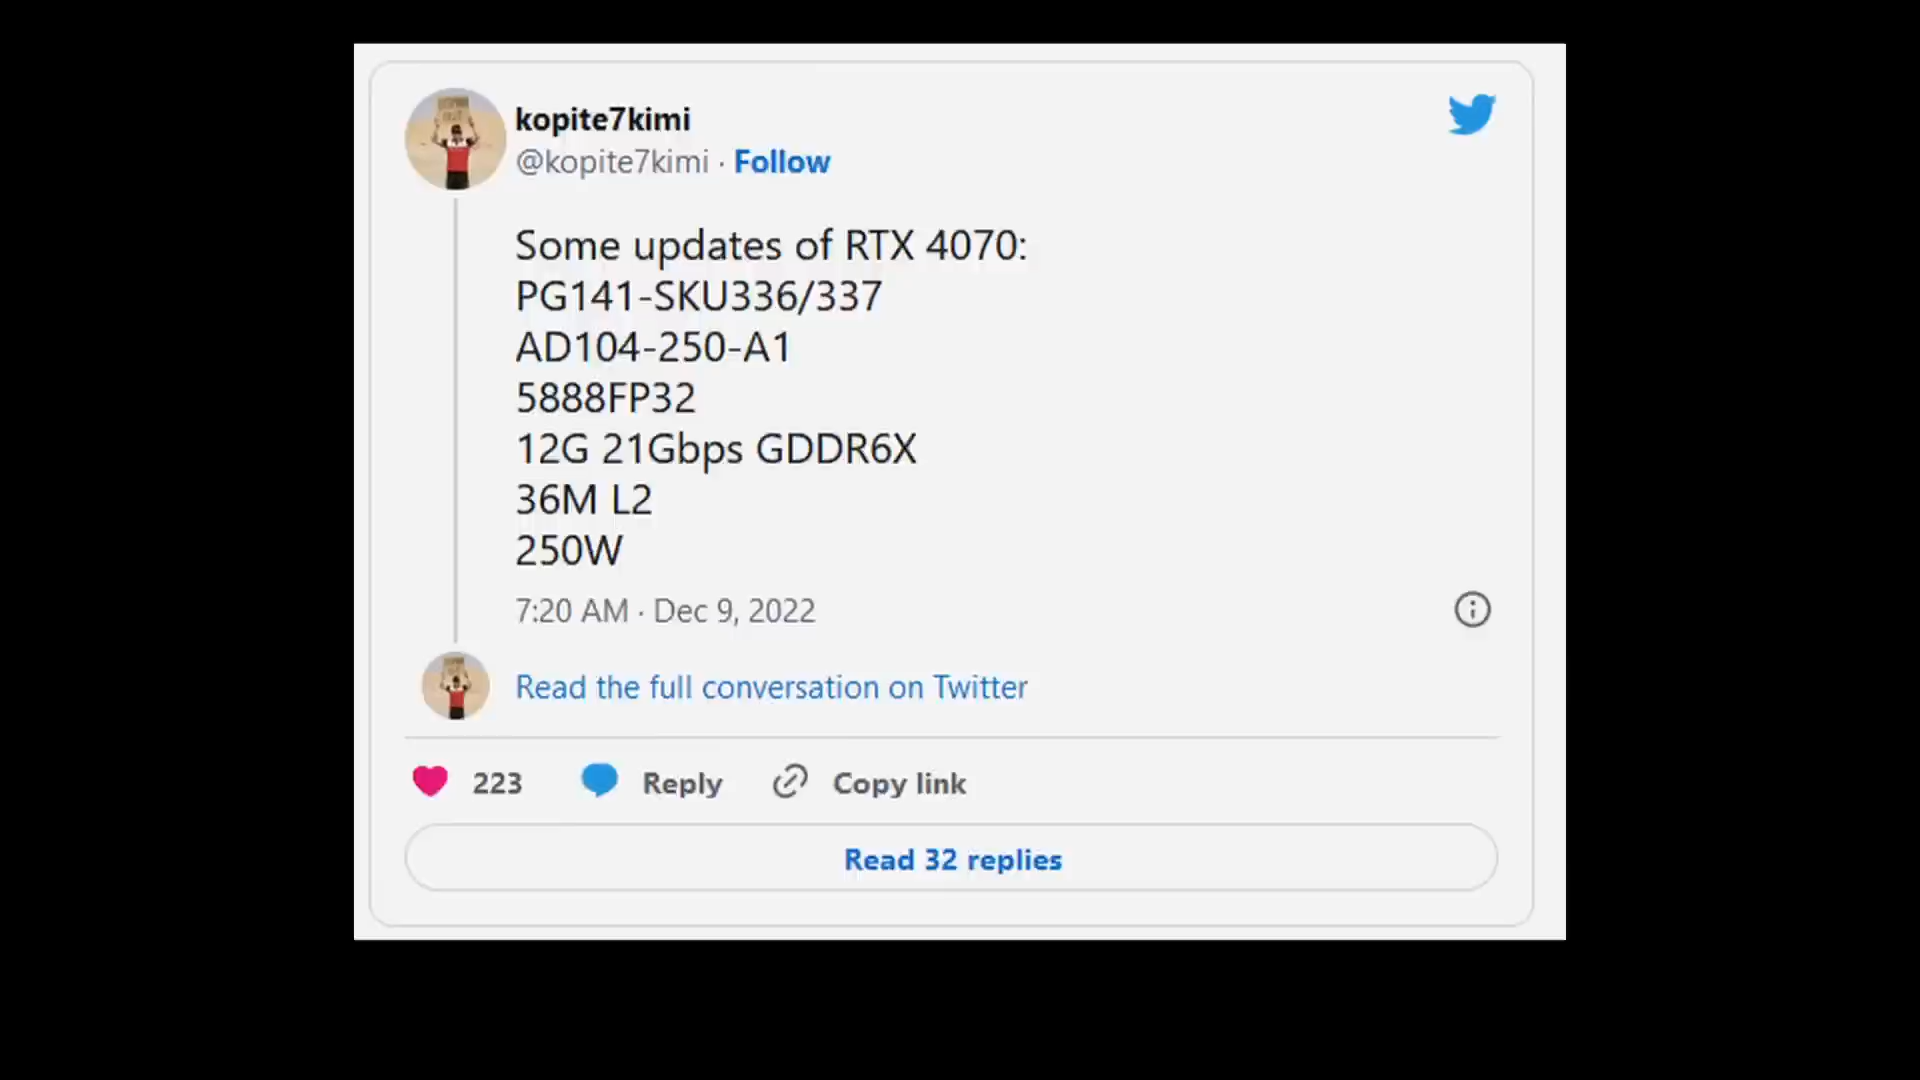 kopite7kimi
@kopite7kimi · Follow
Some updates of RTX 4070:
PG141-SKU336/337
AD104-250-A1
5888FP32
12G 21Gbps GDDR6X
36M L2
250W
7:20 AM · Dec 9, 2022
Read the full conversation on Twitter
223 Reply Copy link
Read 32 replies